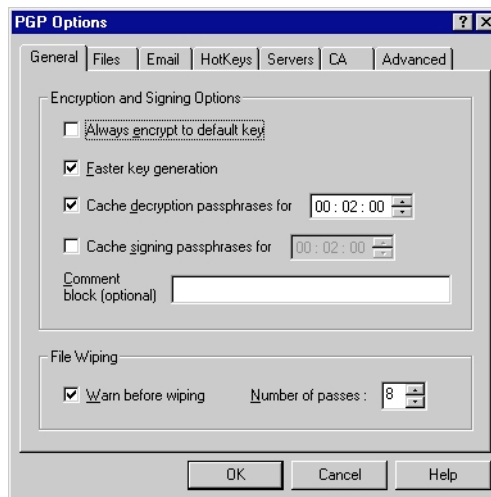 PGP Options
General Files Email HotKeys Servers CA Advanced
Encryption and Signing Options
Always encrypt to default key
Faster key generation
Cache decryption passphrases for 00 : 02 : 00
Cache signing passphrases for 00 : 02 : 00
Comment
block (optional)
File Wiping
Warn before wiping Number of passes : 8
OK Cancel Help